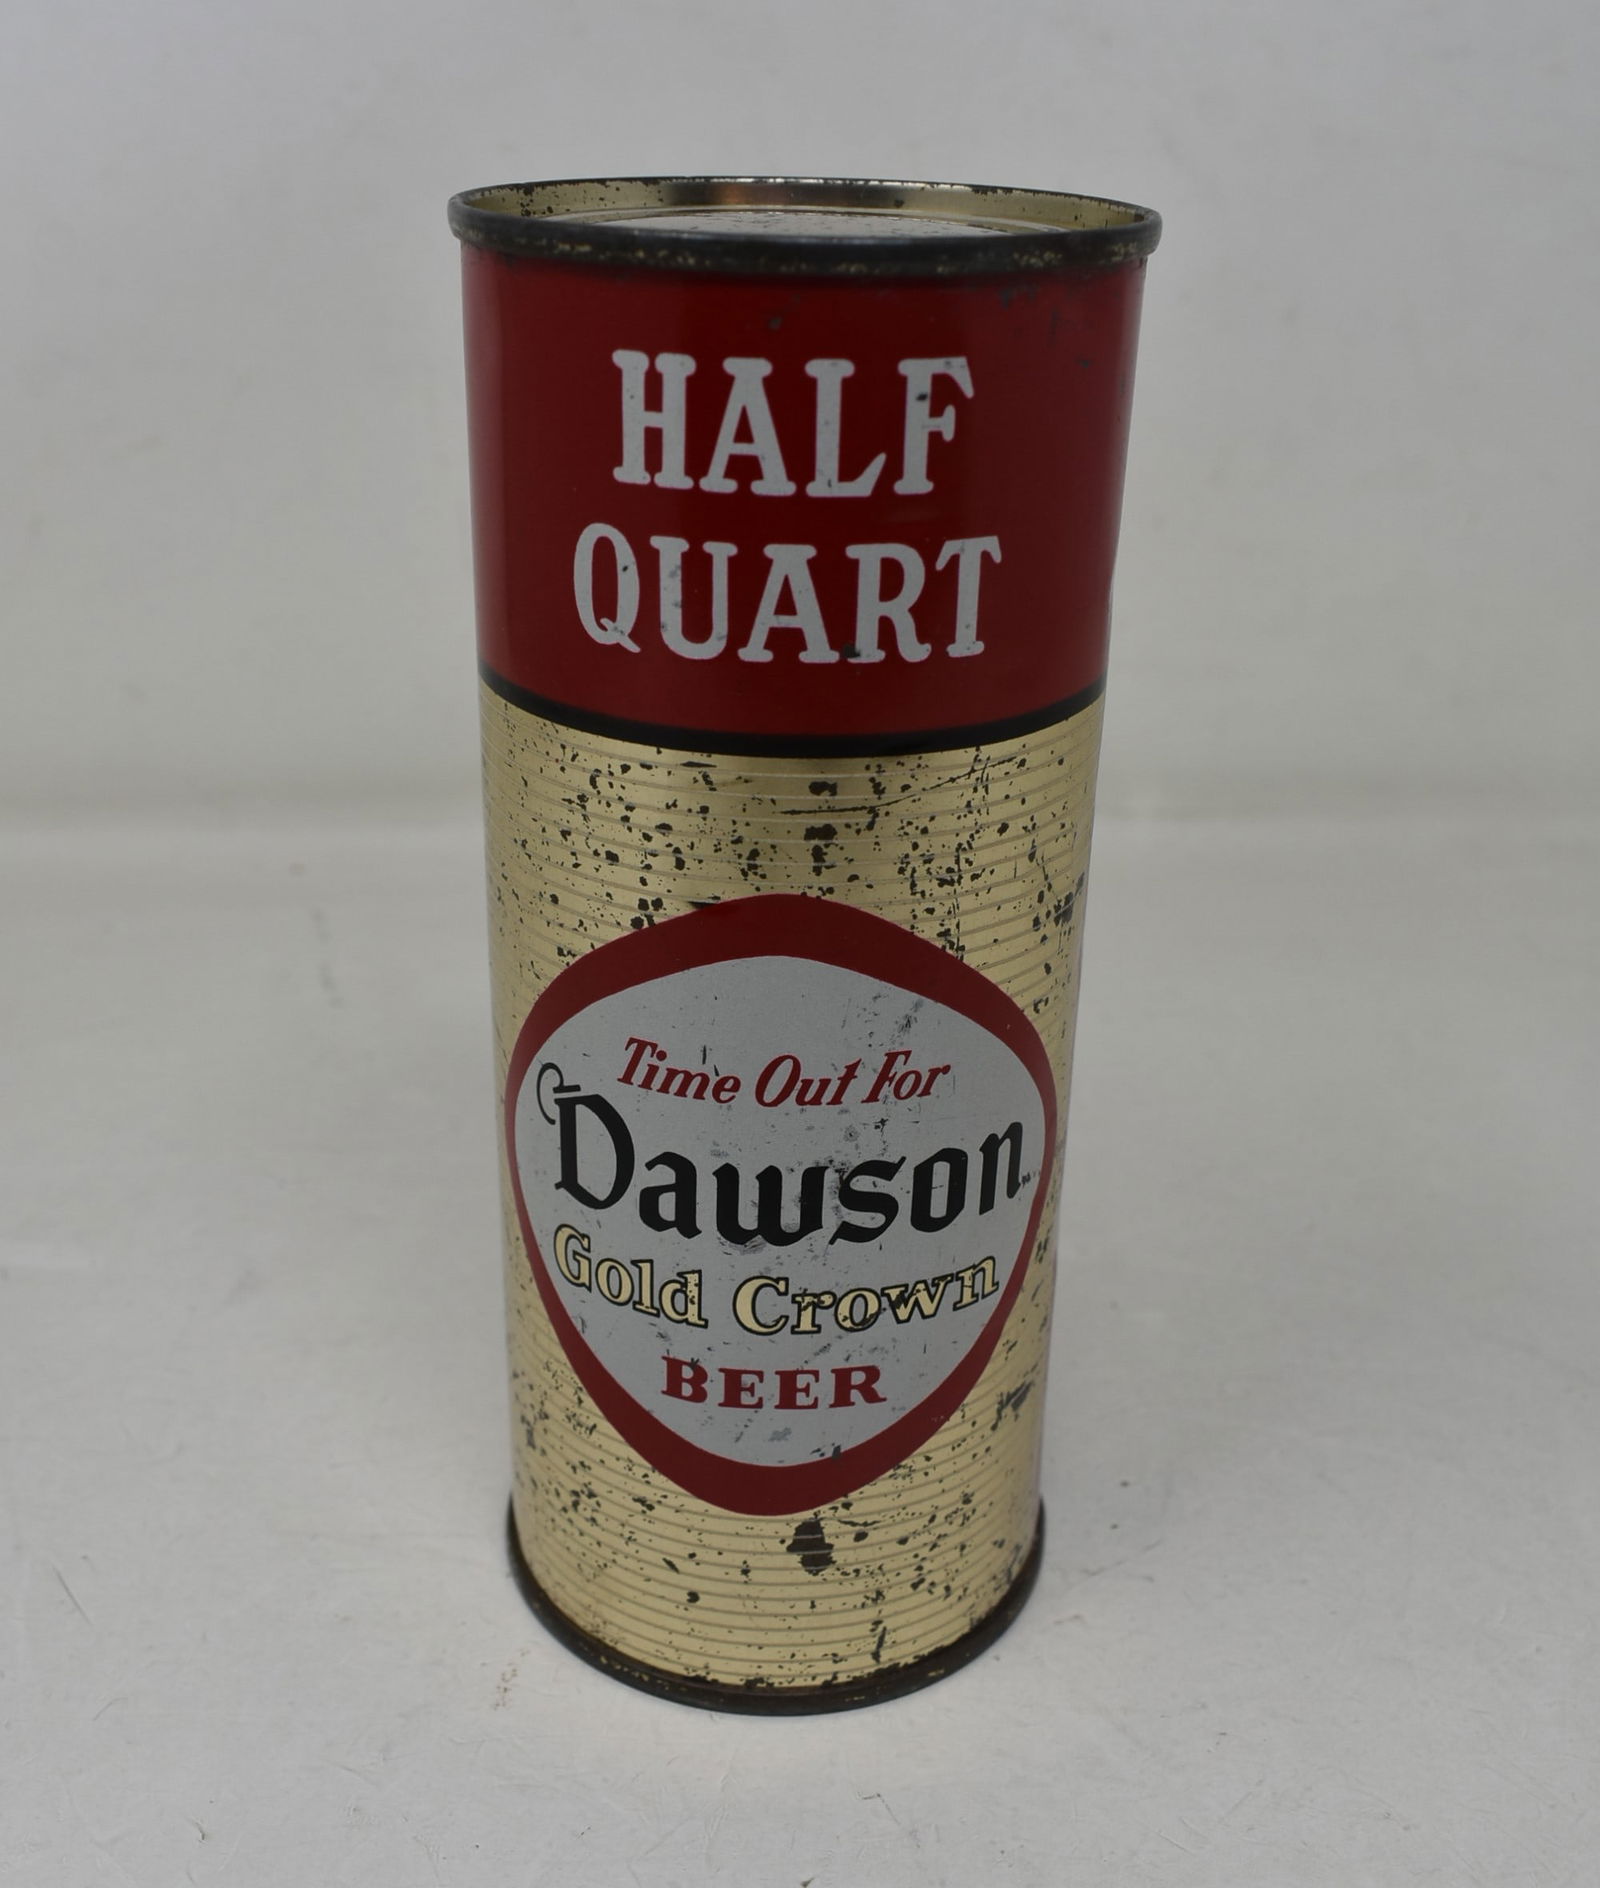 HALF
QUART
Time Out For
Dawson
Gold Crown
BEER